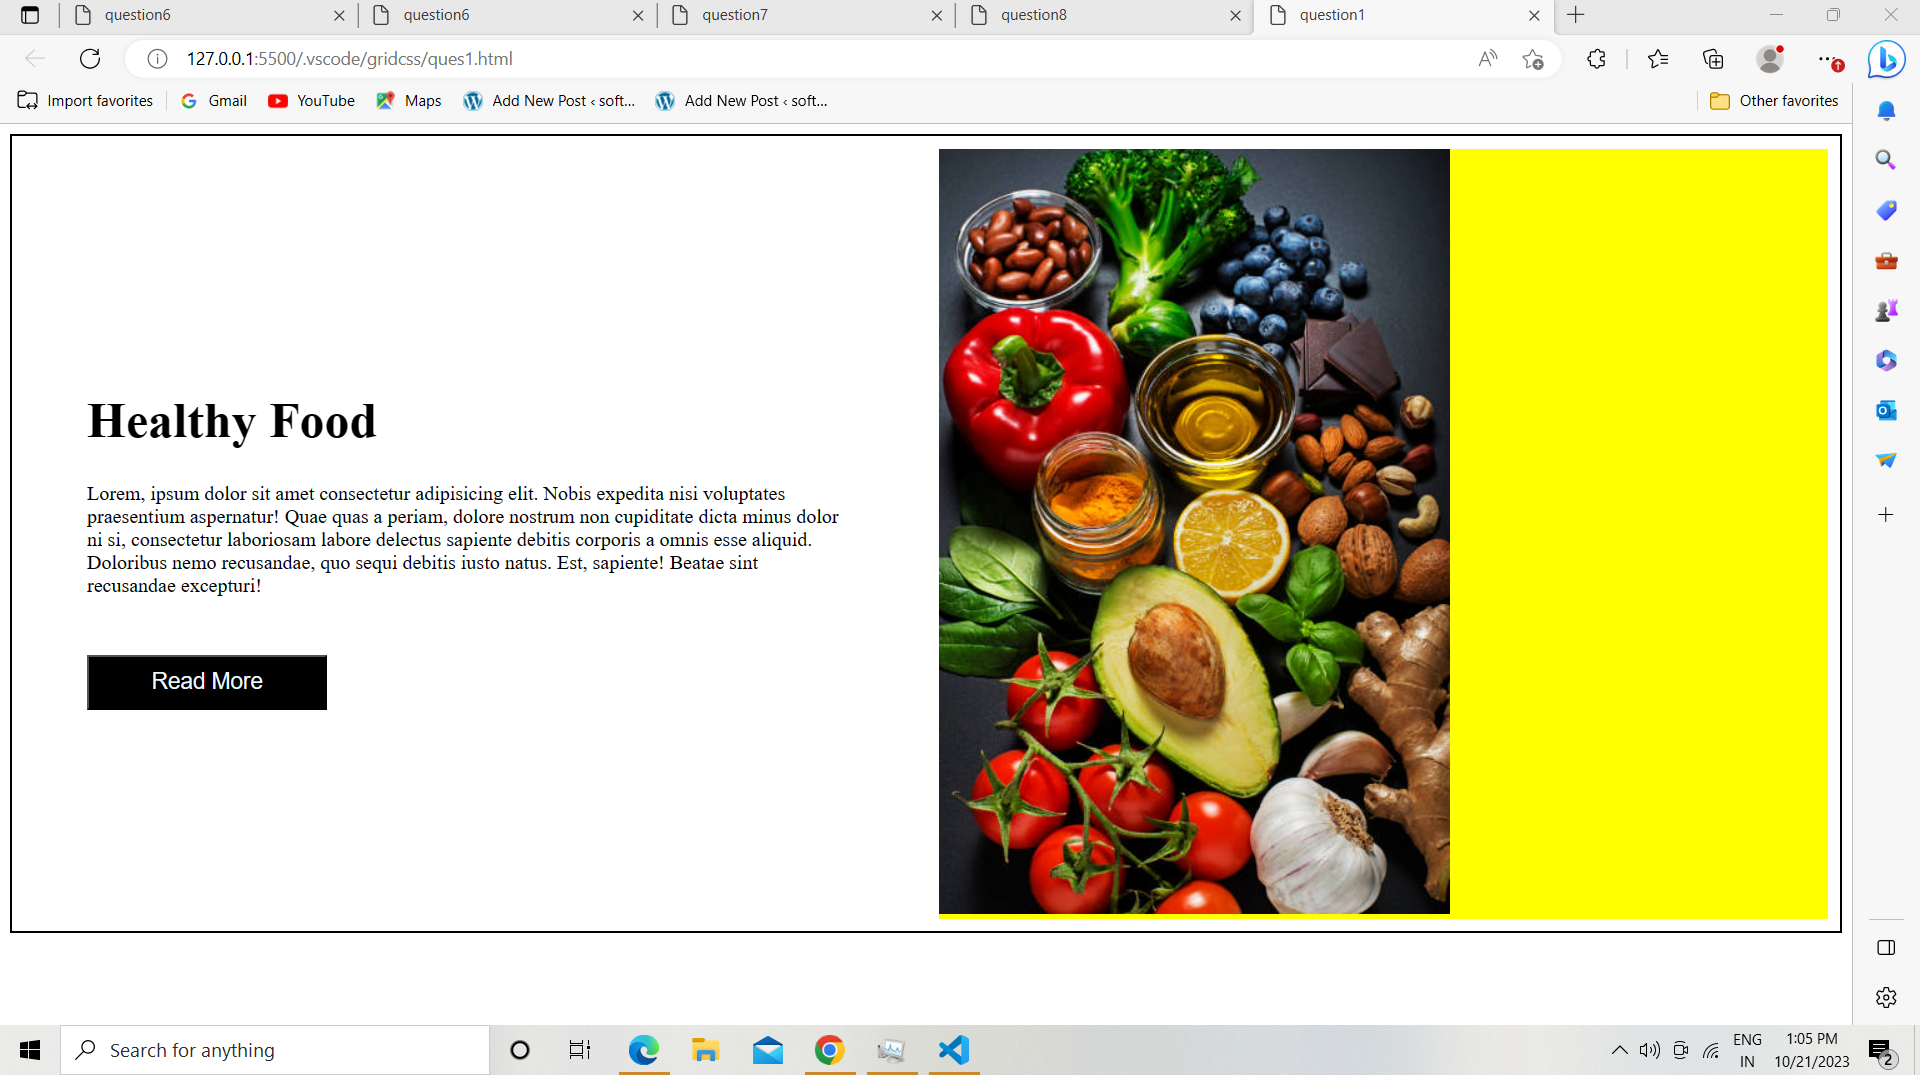 question6
question6
question7
question8
question1
127.0.0.1:5500/.vscode/gridcss/ques1.html
Import favorites
Gmail
YouTube
Maps
Add New Post ‹ soft...
Add New Post ‹ soft...
Other favorites
Healthy Food
Lorem, ipsum dolor sit amet consectetur adipisicing elit. Nobis expedita nisi voluptates
praesentium aspernatur! Quae quas a periam, dolore nostrum non cupiditate dicta minus dolor
ni si, consectetur laboriosam labore delectus sapiente debitis corporis a omnis esse aliquid.
Doloribus nemo recusandae, quo sequi debitis iusto natus. Est, sapiente! Beatae sint
recusandae excepturi!
Read More
Search for anything
ENG
IN
1:05 PM
10/21/2023
2